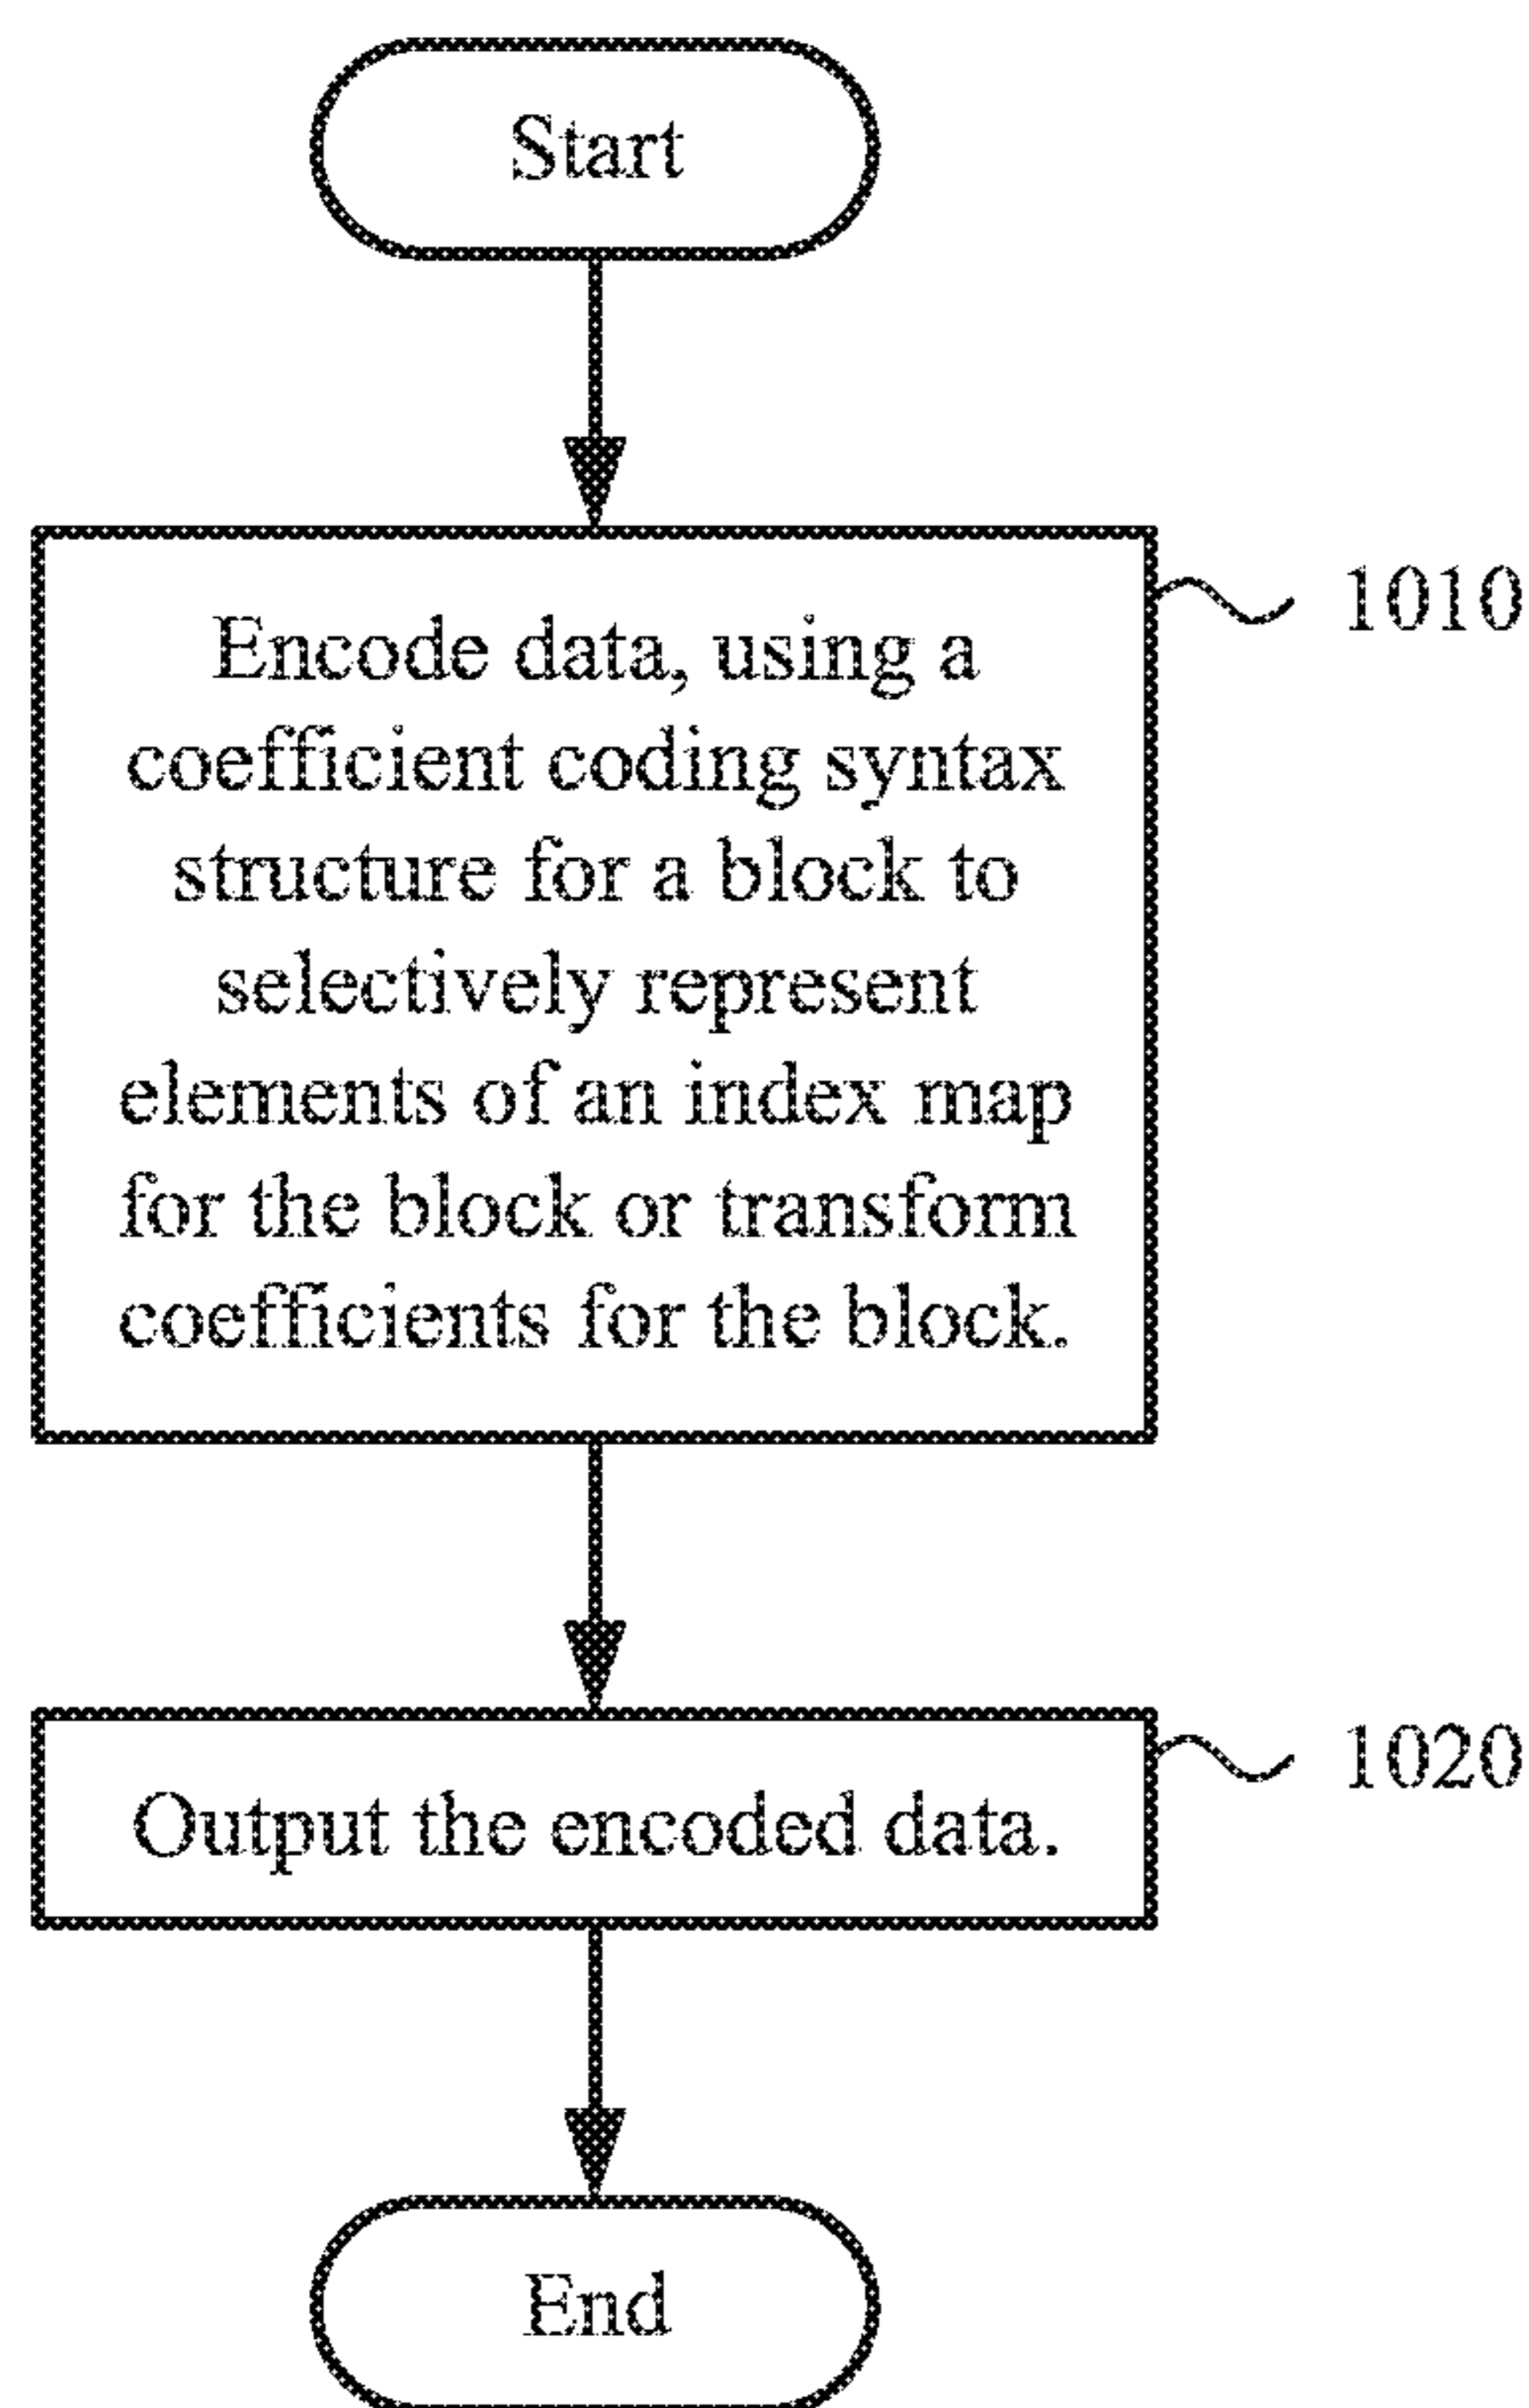 Start
1010
Encode data, using a
coefficient coding syntax
structure for a block to
selectively represent
elements of an index map
for the block or transform
coefficients for the block.
1020
Output the encoded data.
End